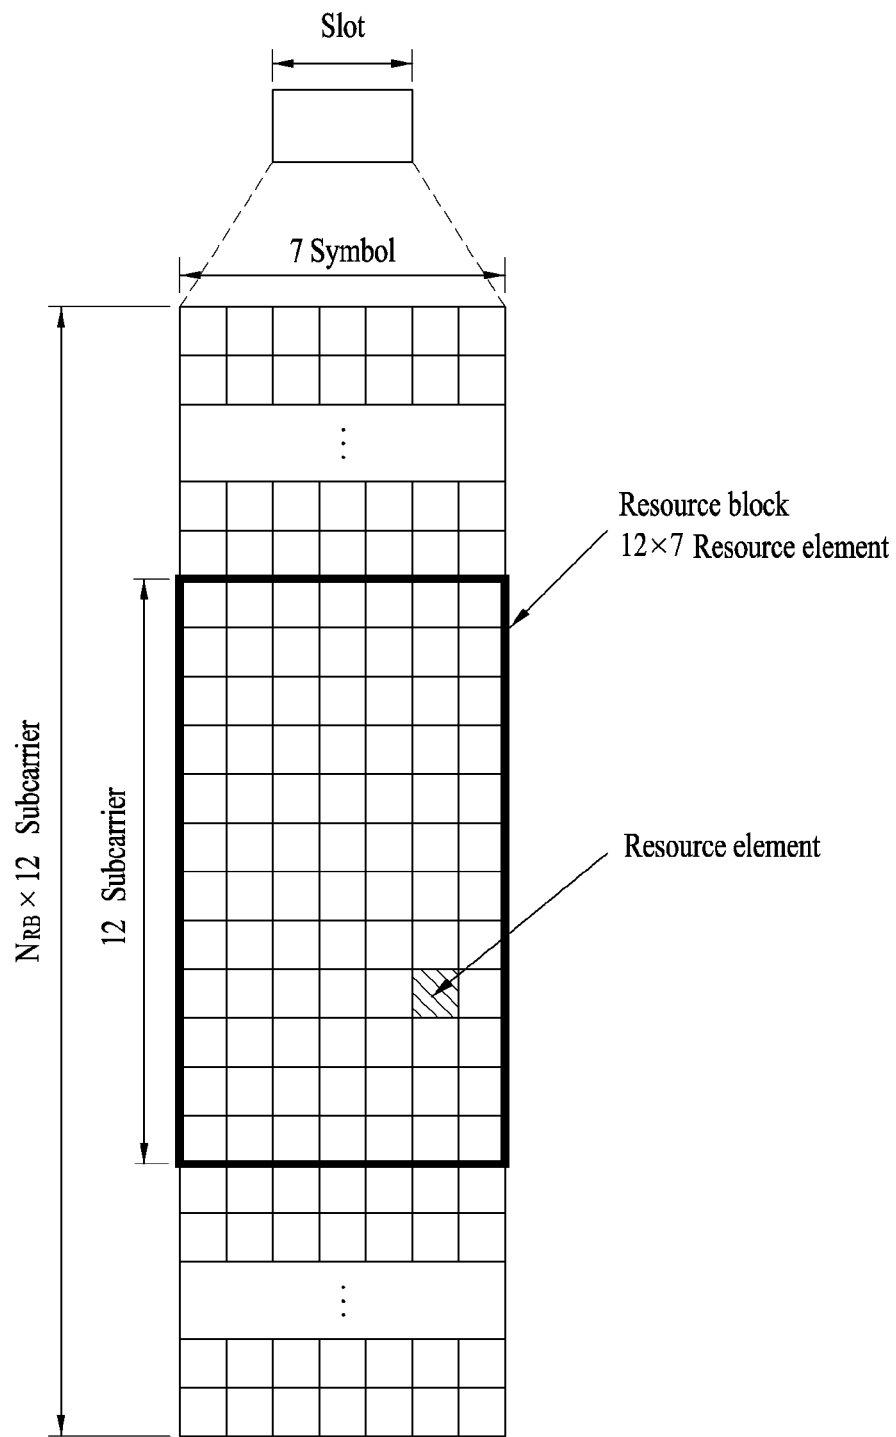 Slot
7 Symbol
⋮
Resource block
12×7 Resource element
NRB × 12 Subcarrier
12 Subcarrier
Resource element
⋮